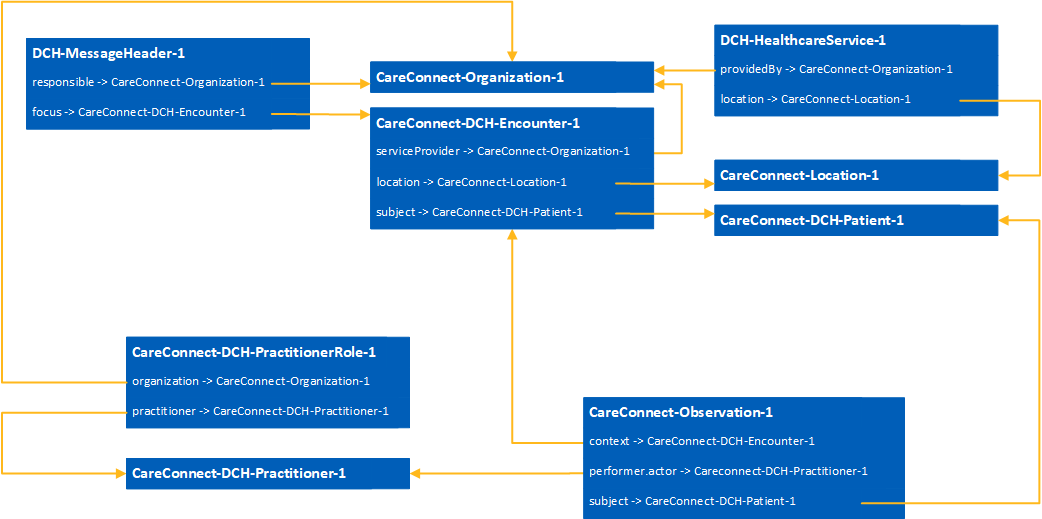 DCH-MessageHeader-1
responsible -> CareConnect-Organization-1
focus -> CareConnect-DCH-Encounter-1
CareConnect-Organization-1
CareConnect-DCH-Encounter-1
serviceProvider -> CareConnect-Organization-1
location -> CareConnect-Location-1
subject -> CareConnect-DCH-Patient-1
DCH-HealthcareService-1
providedBy -> CareConnect-Organization-1
location -> CareConnect-Location-1
CareConnect-Location-1
CareConnect-DCH-Patient-1
CareConnect-DCH-PractitionerRole-1
organization -> CareConnect-Organization-1
practitioner -> CareConnect-DCH-Practitioner-1
CareConnect-DCH-Practitioner-1
CareConnect-Observation-1
context -> CareConnect-DCH-Encounter-1
performer.actor -> Careconnect-DCH-Practitioner-1
subject -> CareConnect-DCH-Patient-1